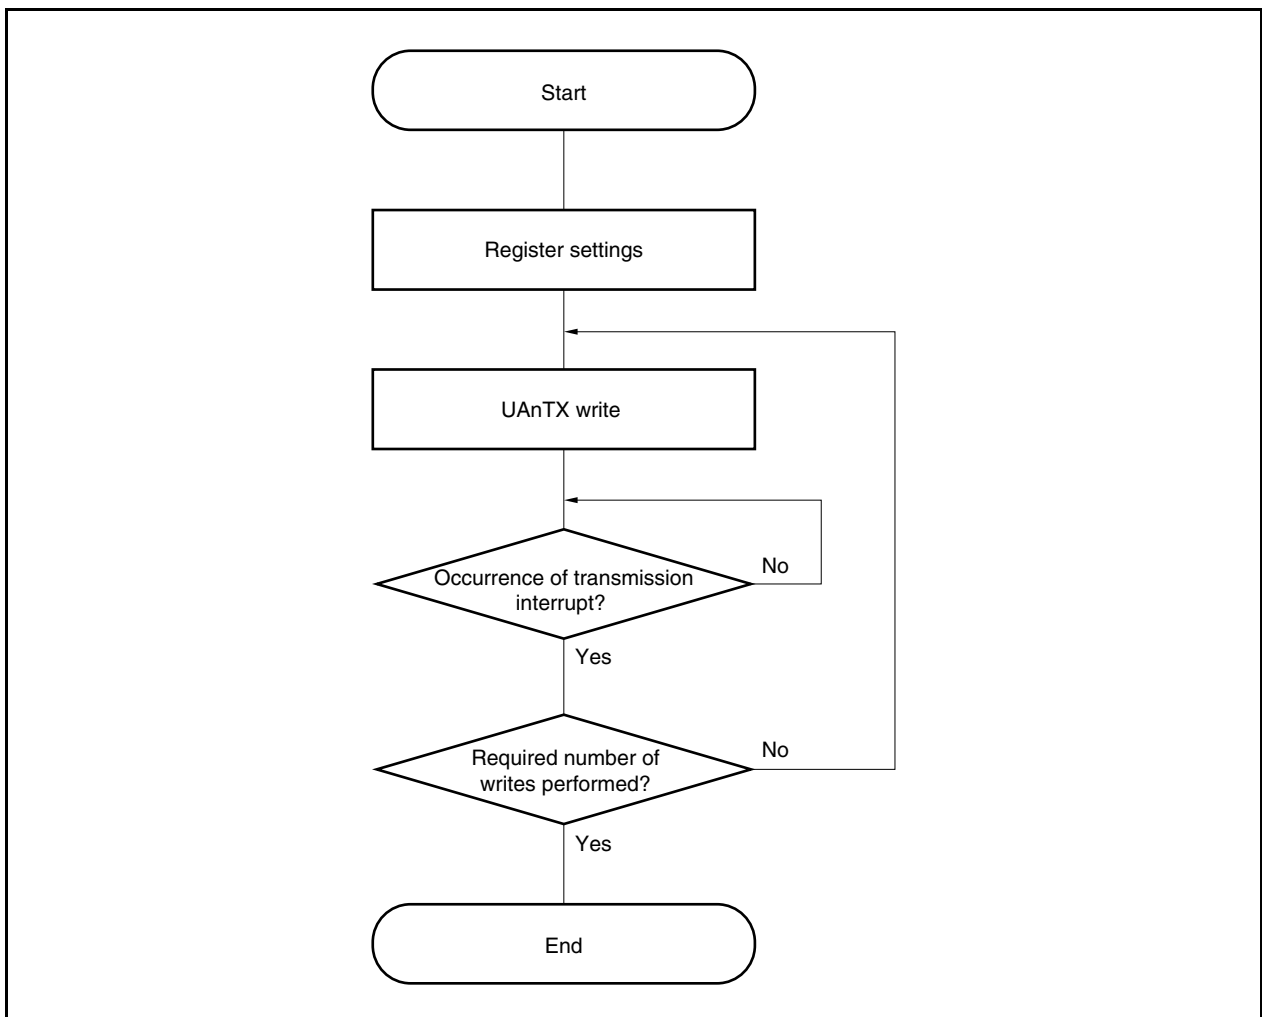 Start
Register settings
UAnTX write
Occurrence of transmission
interrupt?
No
Yes
Required number of
writes performed?
No
Yes
End